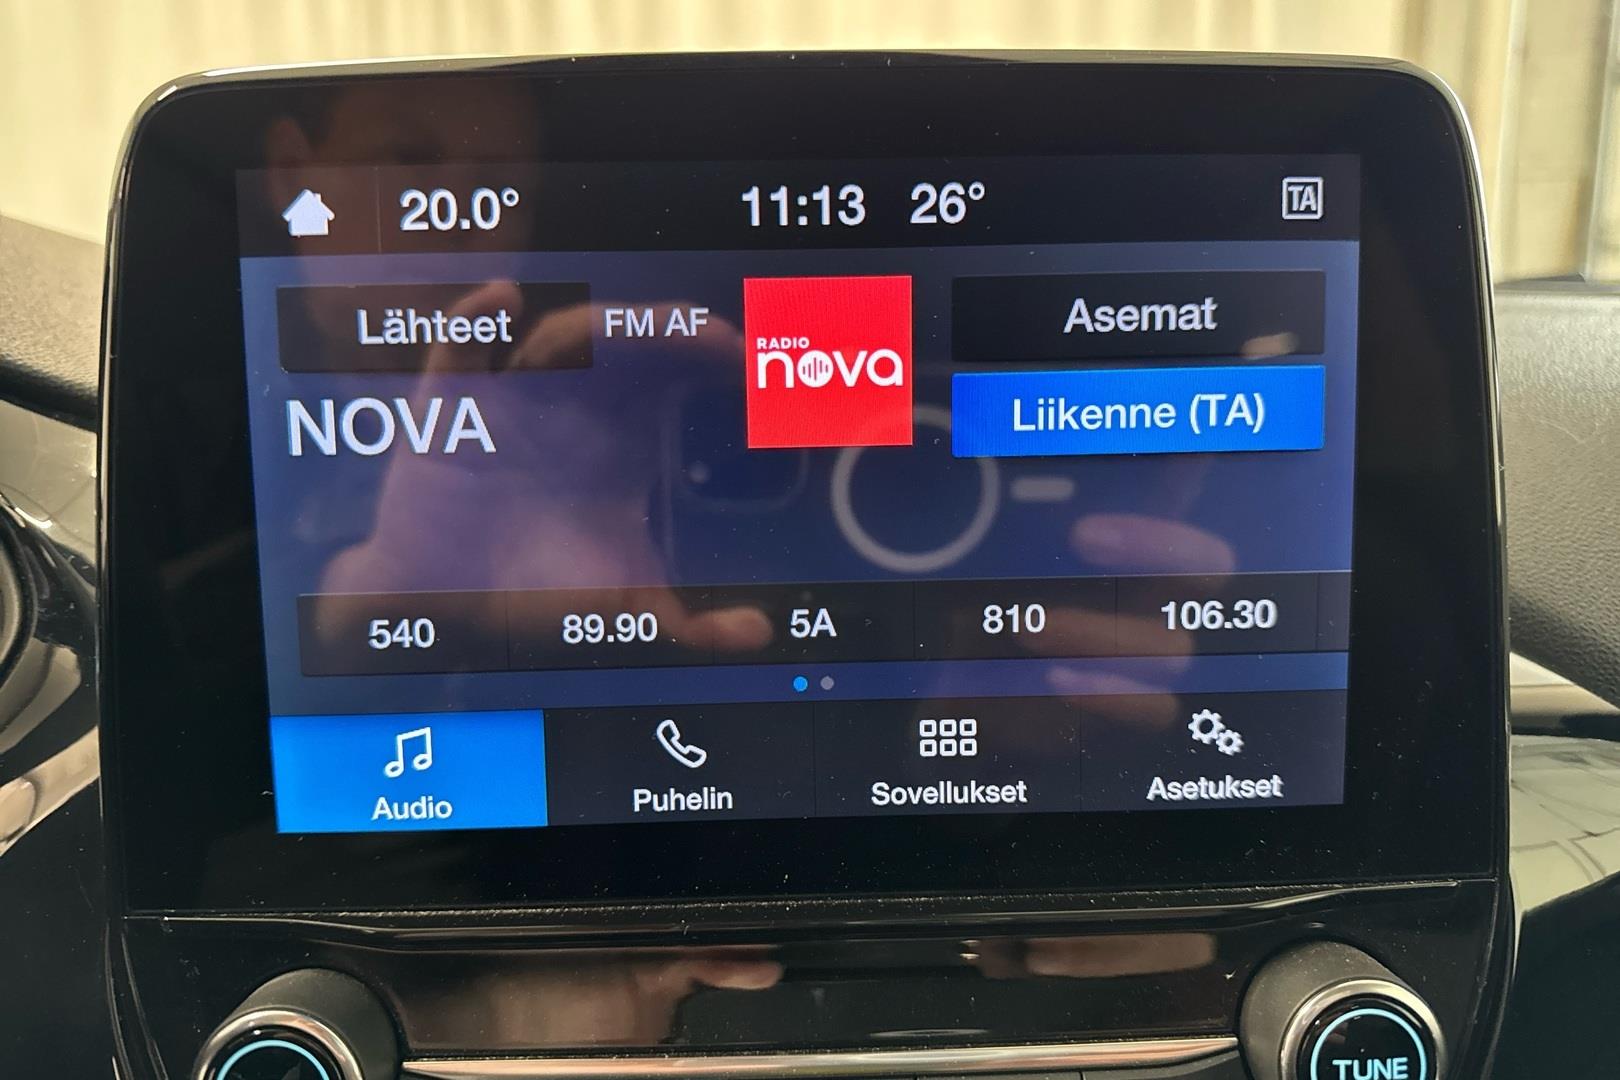 20.0° 11:13 26° TA
Lähteet FM AF RADIO nova Asemat
NOVA Liikenne (TA)
540 89.90 5A 810 106.30
Audio Puhelin Sovellukset Asetukset
TUNE